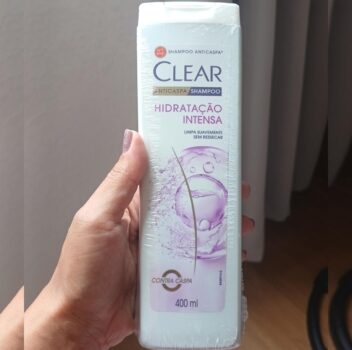 SHAMPOO ANTICASPA
CLEAR
ANTICASPA SHAMPOO
HIDRATAÇÃO
INTENSA
LIMPA SUAVEMENTE
SEM RESSECAR
CONTRA CASPA
400 ml